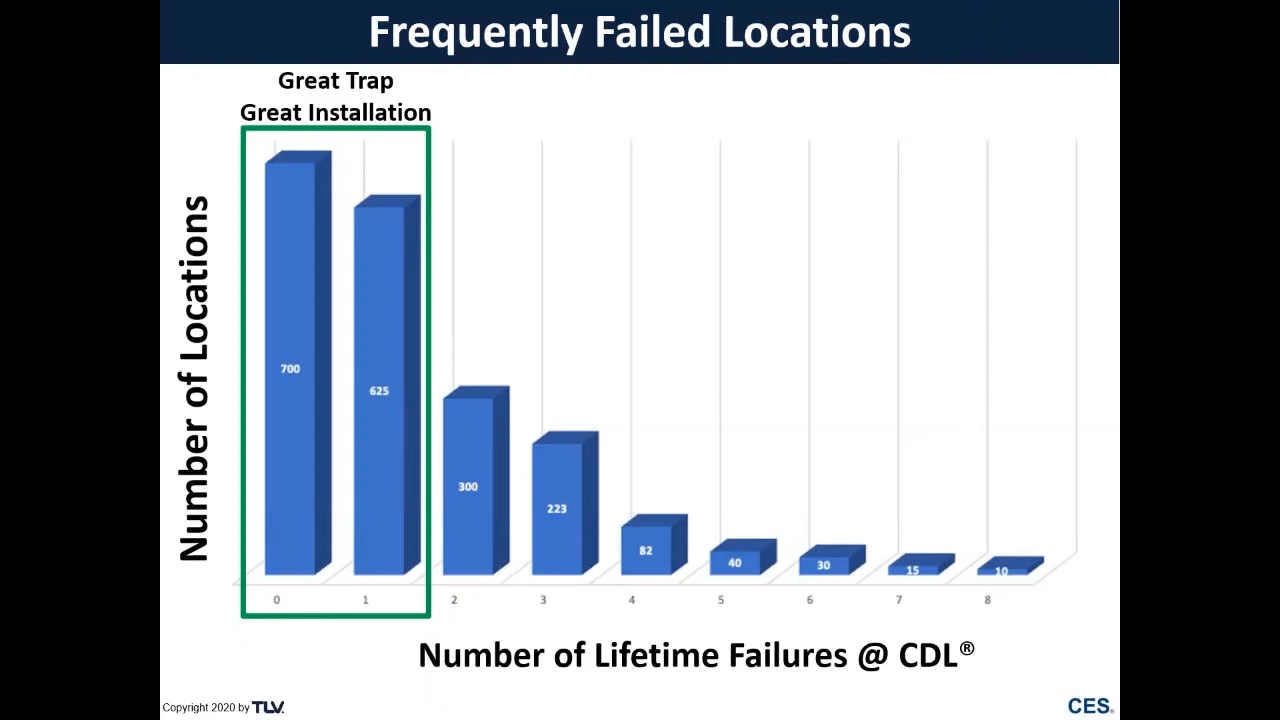 Frequently Failed Locations
Great Trap
Great Installation
Number of Locations
700
625
300
223
82
40
30
15
10
0
1
2
3
4
5
6
7
8
Number of Lifetime Failures @ CDL®
Copyright 2020 by TLV.
CES®